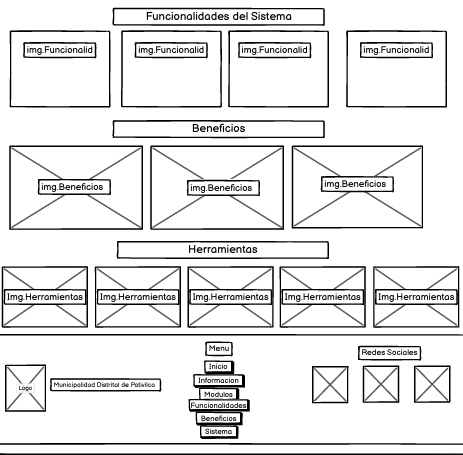 Funcionalidades del Sistema
img.Funcionalid
img.Funcionalid
img.Funcionalid
img.Funcionalid
Beneficios
img.Beneficios
img.Beneficios
img.Beneficios
Herramientas
Img.Herramientas
Img.Herramientas
Img.Herramientas
Img.Herramientas
Img.Herramientas
Logo
Municipalidad Distrital de Pativilca
Menu
Inicio
Informacion
Modulos
Funcionalidades
Beneficios
Sistema
Redes Sociales